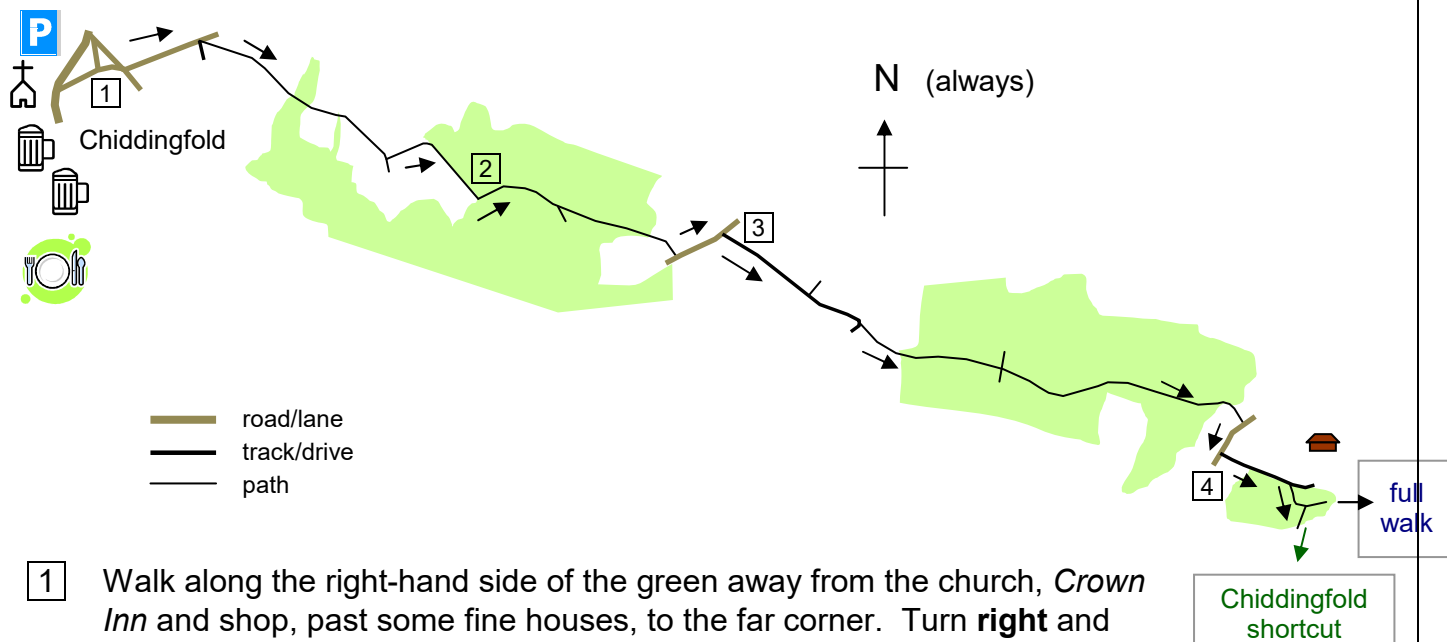 P
1
Chiddingfold
N (always)
2
3
road/lane
track/drive
path
4
full
walk
1 Walk along the right-hand side of the green away from the church, Crown
Inn and shop, past some fine houses, to the far corner. Turn right and
Chiddingfold
shortcut